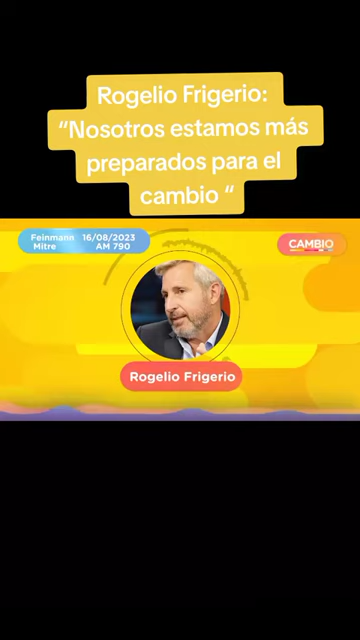 Rogelio Frigerio:
“Nosotros estamos más
preparados para el
cambio “
Feinmann 16/08/2023
Mitre AM 790
CAMBIO
Rogelio Frigerio